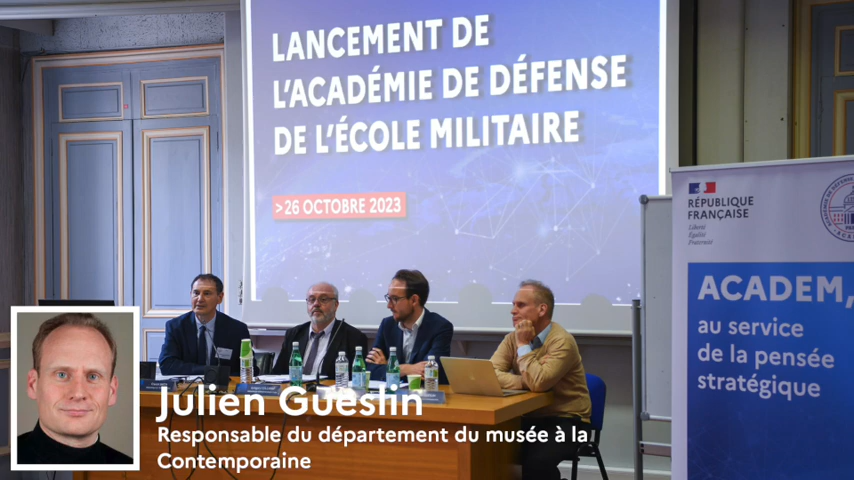 LANCEMENT DE
L'ACADÉMIE DE DÉFENSE
DE L'ÉCOLE MILITAIRE
>26 OCTOBRE 2023
RÉPUBLIQUE
FRANÇAISE
Liberté
Égalité
Fraternité
ACADEM,
au service
de la pensée
stratégique
Julien Gueslin
Responsable du département du musée à la
Contemporaine